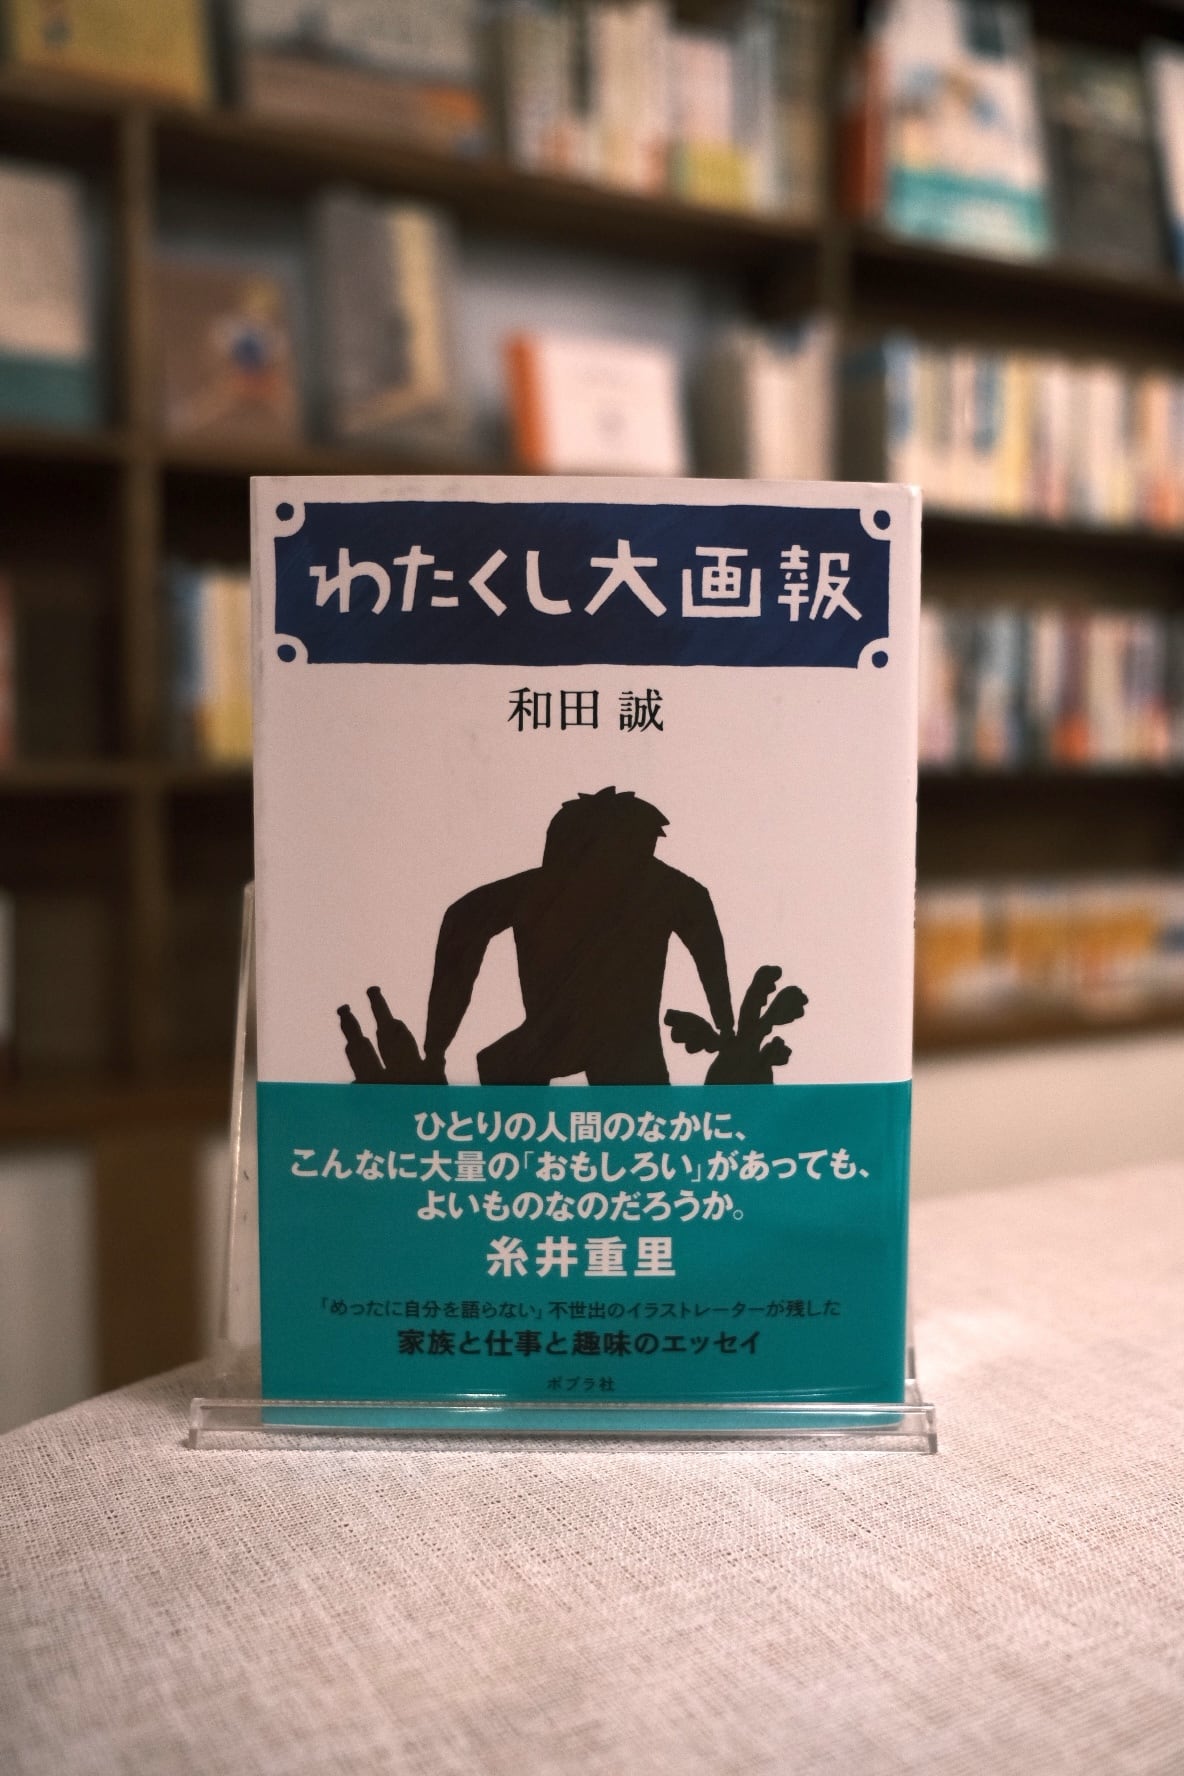 わたくし大画報
和田 誠
ひとりの人間のなかに、
こんなに大量の「おもしろい」があっても、
よいものなのだろうか。
糸井重里
「めったに自分を語らない」不世出のイラストレーターが残した
家族と仕事と趣味のエッセイ
ポプラ社